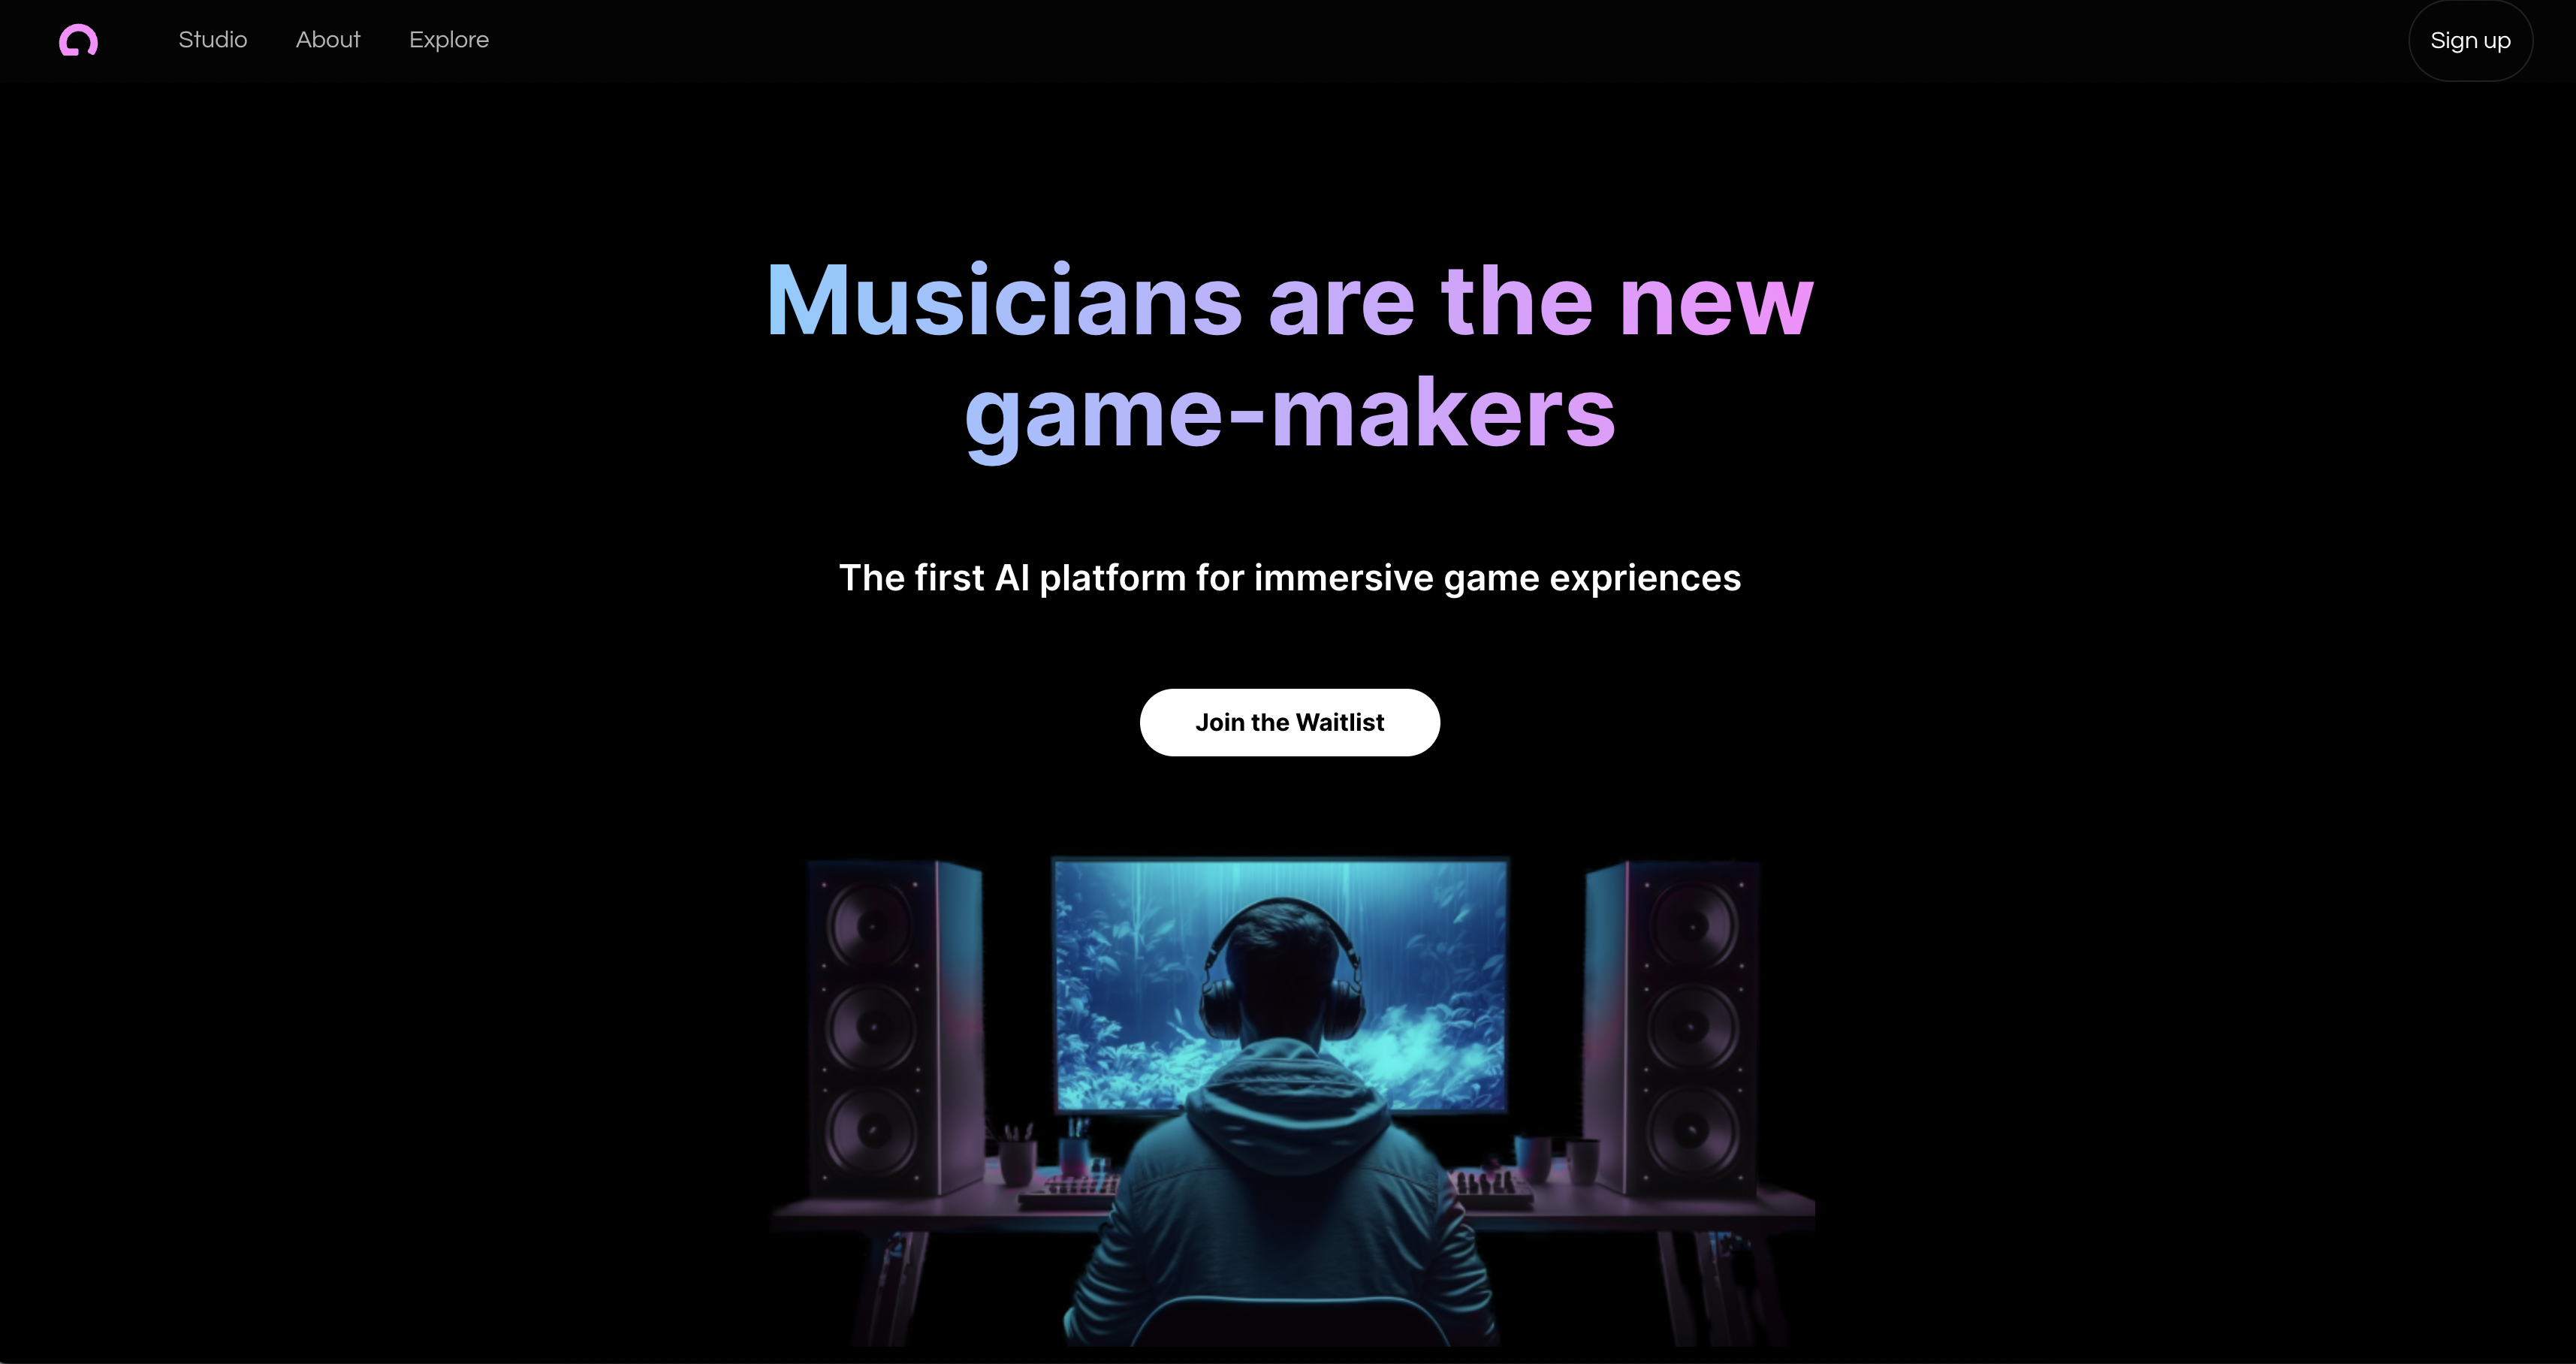 Studio
About
Explore
Sign up
Musicians are the new
game-makers
The first AI platform for immersive game expriences
Join the Waitlist